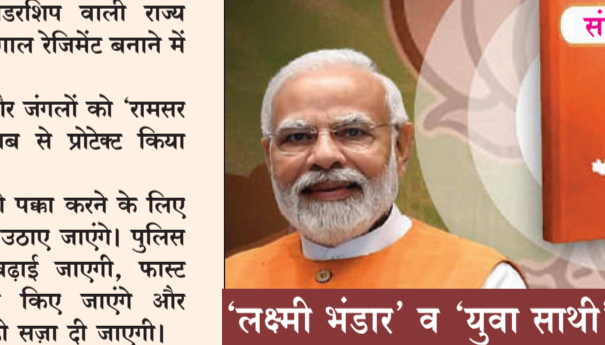 डरशिप वाली राज्य
गाल रेजिमेंट बनाने में
और जंगलों को ‘रामसर
ब से प्रोटेक्ट किया
पक्का करने के लिए
उठाए जाएंगे। पुलिस
बढ़ाई जाएगी, फास्ट
किए जाएंगे और
सज़ा दी जाएगी।
सं
‘लक्ष्मी भंडार’ व ‘युवा साथी’